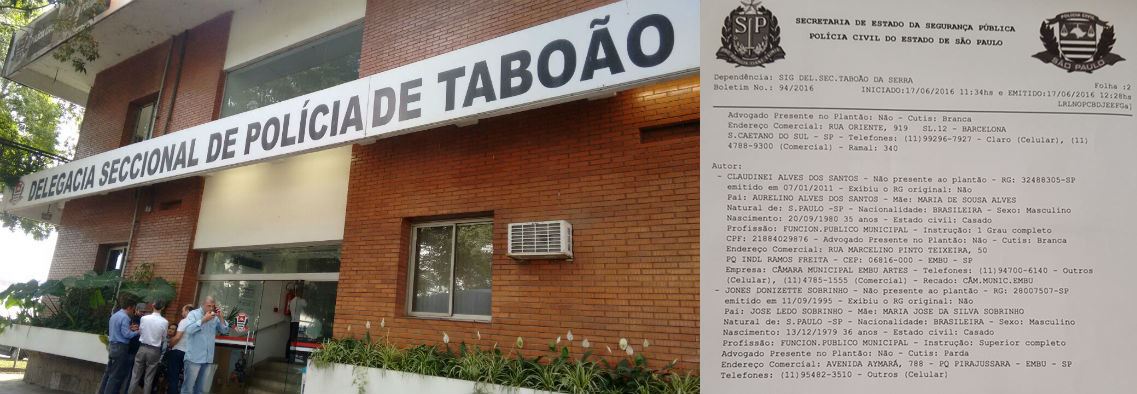 DELEGACIA SECCIONAL DE POLÍCIA DE TABOÃO
SP
SECRETARIA DE ESTADO DA SEGURANÇA PÚBLICA
POLÍCIA CIVIL DO ESTADO DE SÃO PAULO
POLÍCIA CIVIL
SÃO PAULO
Dependência: SIG DEL.SEC.TABOÃO DA SERRA
Folha :2
Boletim No.: 94/2016
INICIADO:17/06/2016 11:34hs e EMITIDO:17/06/2016 12:28hs
LRLNOPCBDJEEFGa]
Advogado Presente no Plantão: Não - Cutis: Branca
Endereço Comercial: RUA ORIENTE, 919 SL.12 - BARCELONA
S.CAETANO DO SUL - SP - Telefones: (11)99296-7927 - Claro (Celular), (11)
4788-9300 (Comercial) - Ramal: 340
Autor:
- CLAUDINEI ALVES DOS SANTOS - Não presente ao plantão - RG: 32488305-SP
emitido em 07/01/2011 - Exibiu o RG original: Não
Pai: AURELINO ALVES DOS SANTOS - Mãe: MARIA DE SOUSA ALVES
Natural de: S.PAULO -SP - Nacionalidade: BRASILEIRA - Sexo: Masculino
Nascimento: 20/09/1980 35 anos - Estado civil: Casado
Profissão: FUNCION.PUBLICO MUNICIPAL - Instrução: 1 Grau completo
CPF: 21884029876 - Advogado Presente no Plantão: Não - Cutis: Branca
Endereço Comercial: RUA MARCELINO PINTO TEIXEIRA, 50
PQ INDL RAMOS FREITA - CEP: 06816-000 - EMBU - SP
Empresa: CÂMARA MUNICIPAL EMBU ARTES - Telefones: (11)94700-6140 - Outros
(Celular), (11)4785-1555 (Comercial) - Recado: CÂM.MUNIC.EMBU
- JONES DONIZETTE SOBRINHO - Não presente ao plantão - RG: 28007507-SP
emitido em 11/09/1995 - Exibiu o RG original: Não
Pai: JOSE LEDO SOBRINHO - Mãe: MARIA JOSE DA SILVA SOBRINHO
Natural de: S.PAULO -SP - Nacionalidade: BRASILEIRA - Sexo: Masculino
Nascimento: 13/12/1979 36 anos - Estado civil: Casado
Profissão: FUNCION.PUBLICO MUNICIPAL - Instrução: Superior completo
Advogado Presente no Plantão: Não - Cutis: Parda
Endereço Comercial: AVENIDA AYMARÁ, 788 - PQ PIRAJUSSARA - EMBU - SP
Telefones: (11)95482-3510 - Outros (Celular)